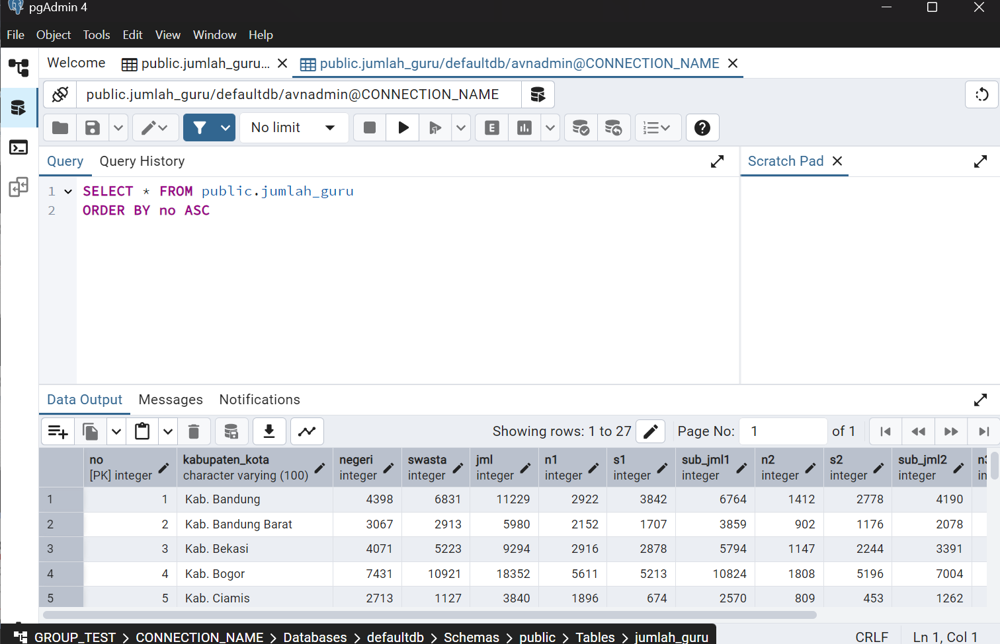 pgAdmin 4
File Object Tools Edit View Window Help
Welcome public.jumlah_guru... public.jumlah_guru/defaultdb/avnadmin@CONNECTION_NAME
public.jumlah_guru/defaultdb/avnadmin@CONNECTION_NAME
No limit E
Query Query History Scratch Pad
1 SELECT * FROM public.jumlah_guru
2 ORDER BY no ASC
Data Output Messages Notifications
Showing rows: 1 to 27 Page No: 1 of 1
no kabupaten_kota negeri swasta jml n1 s1 sub_jml1 n2 s2 sub_jml2
[PK] integer character varying (100) integer integer integer integer integer integer integer integer integer
1 1 Kab. Bandung 4398 6831 11229 2922 3842 6764 1412 2778 4190
2 2 Kab. Bandung Barat 3067 2913 5980 2152 1707 3859 902 1176 2078
3 3 Kab. Bekasi 4071 5223 9294 2916 2878 5794 1147 2244 3391
4 4 Kab. Bogor 7431 10921 18352 5611 5213 10824 1808 5196 7004
5 5 Kab. Ciamis 2713 1127 3840 1896 674 2570 809 453 1262
GROUP_TEST > CONNECTION_NAME > Databases > defaultdb > Schemas > public > Tables > jumlah_guru CRLF Ln 1, Col 1